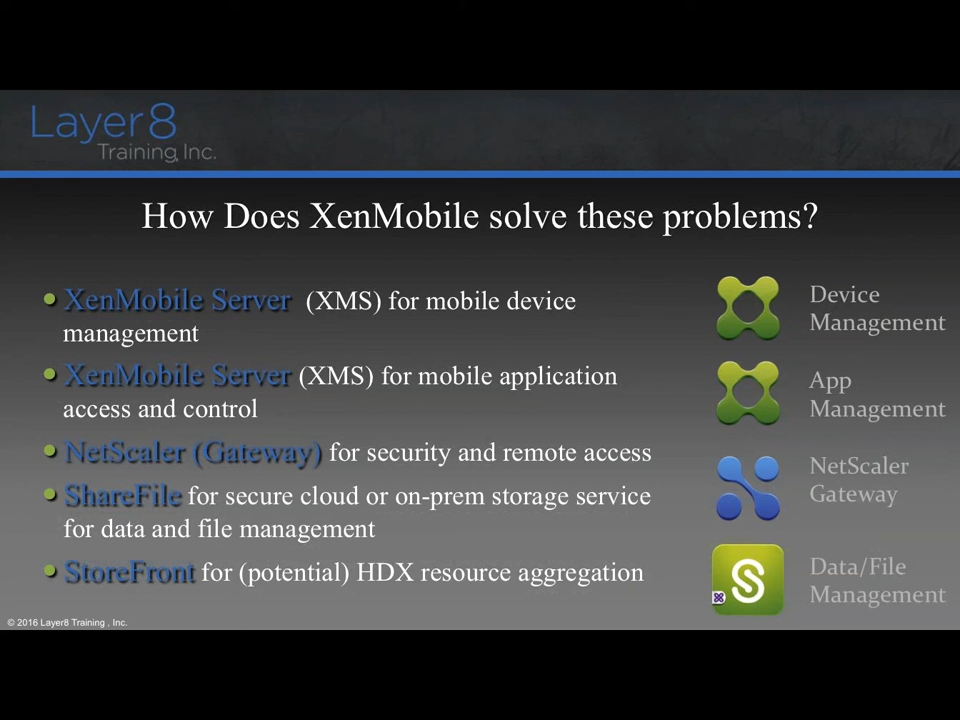 Layer8
Training, Inc.
How Does XenMobile solve these problems?
• XenMobile Server (XMS) for mobile device
management
• XenMobile Server (XMS) for mobile application
access and control
• NetScaler (Gateway) for security and remote access
• ShareFile for secure cloud or on-prem storage service
for data and file management
• StoreFront for (potential) HDX resource aggregation
Device
Management
App
Management
NetScaler
Gateway
S
Data/File
Management
© 2016 Layer8 Training , Inc.